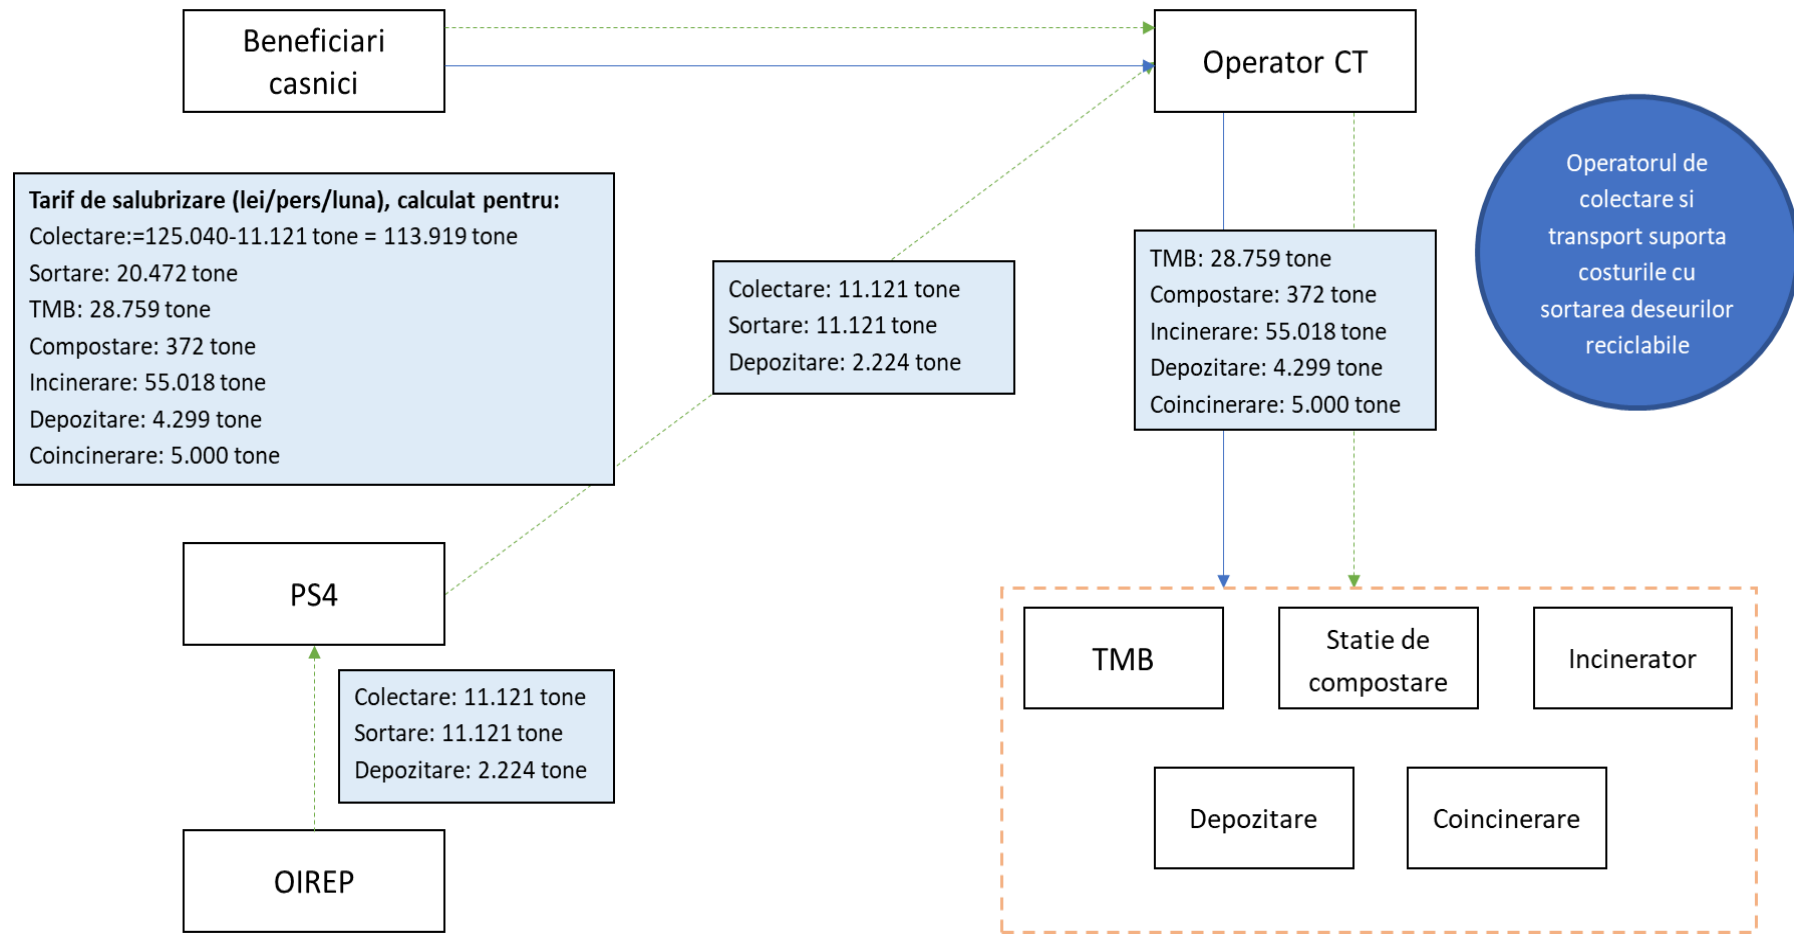 Beneficiari
casnici
Operator CT
Operatorul de
colectare si
transport suporta
costurile cu
sortarea deseurilor
reciclabile
Tarif de salubrizare (lei/pers/luna), calculat pentru:
Colectare:=125.040-11.121 tone = 113.919 tone
Sortare: 20.472 tone
TMB: 28.759 tone
Compostare: 372 tone
Incinerare: 55.018 tone
Depozitare: 4.299 tone
Coincinerare: 5.000 tone
Colectare: 11.121 tone
Sortare: 11.121 tone
Depozitare: 2.224 tone
TMB: 28.759 tone
Compostare: 372 tone
Incinerare: 55.018 tone
Depozitare: 4.299 tone
Coincinerare: 5.000 tone
PS4
Colectare: 11.121 tone
Sortare: 11.121 tone
Depozitare: 2.224 tone
OIREP
TMB
Statie de
compostare
Incinerator
Depozitare
Coincinerare